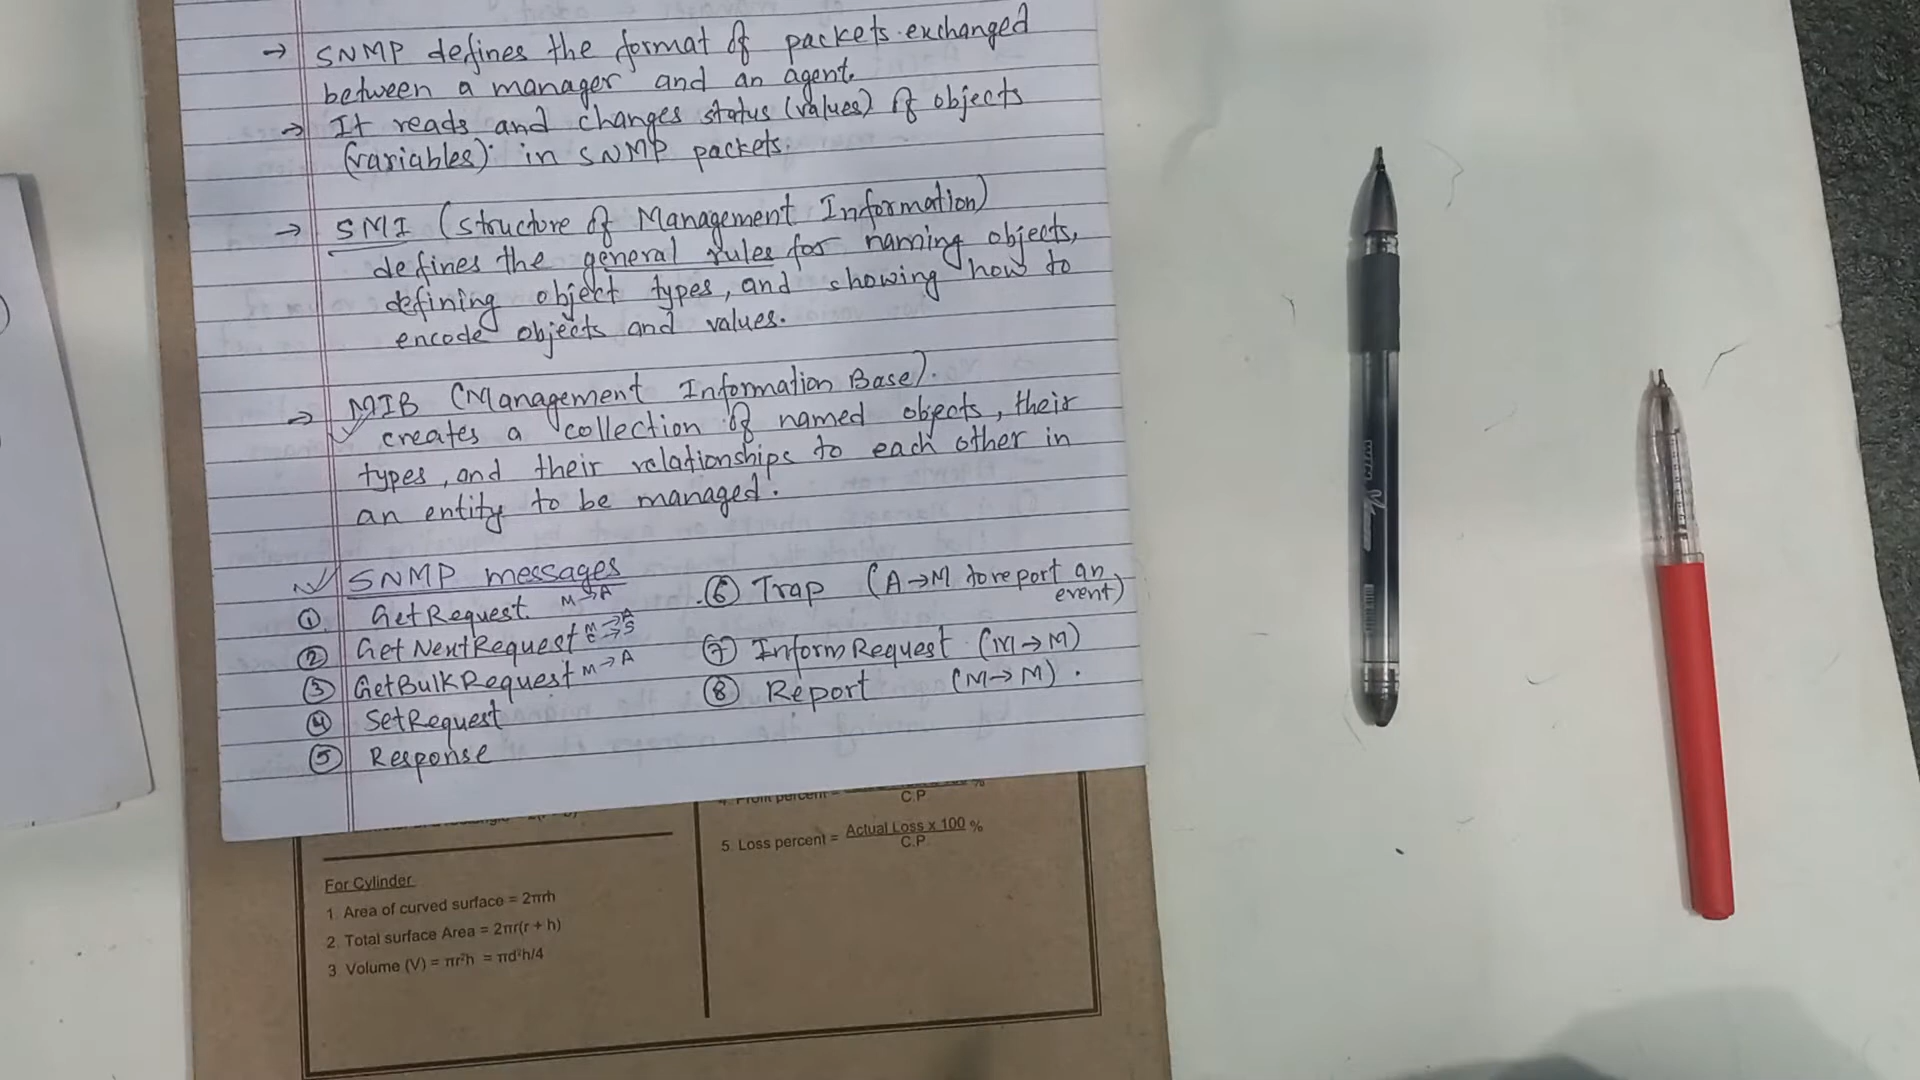 → SNMP defines the format of packets exchanged
between a manager and an agent.
→ It reads and changes status (values) of objects
(variables) in SNMP packets.
→ SMI (Structure of Management Information)
defines the general rules for naming objects,
defining object types, and showing how to
encode objects and values.
→ MIB (Management Information Base).
creates a collection of named objects, their
types, and their relationships to each other in
an entity to be managed.
SNMP messages
① GetRequest M→A
② GetNextRequest M→A C→S
③ GetBulkRequest M→A
④ SetRequest
⑤ Response
⑥ Trap (A→M to report an
event)
⑦ InformRequest (M→M)
⑧ Report (M→M).
4. Profit percent =
C.P
5. Loss percent = Actual Loss x 100 %
C.P.
For Cylinder
1. Area of curved surface = 2πrh
2. Total surface Area = 2πr(r + h)
3. Volume (V) = πr²h = πd²h/4